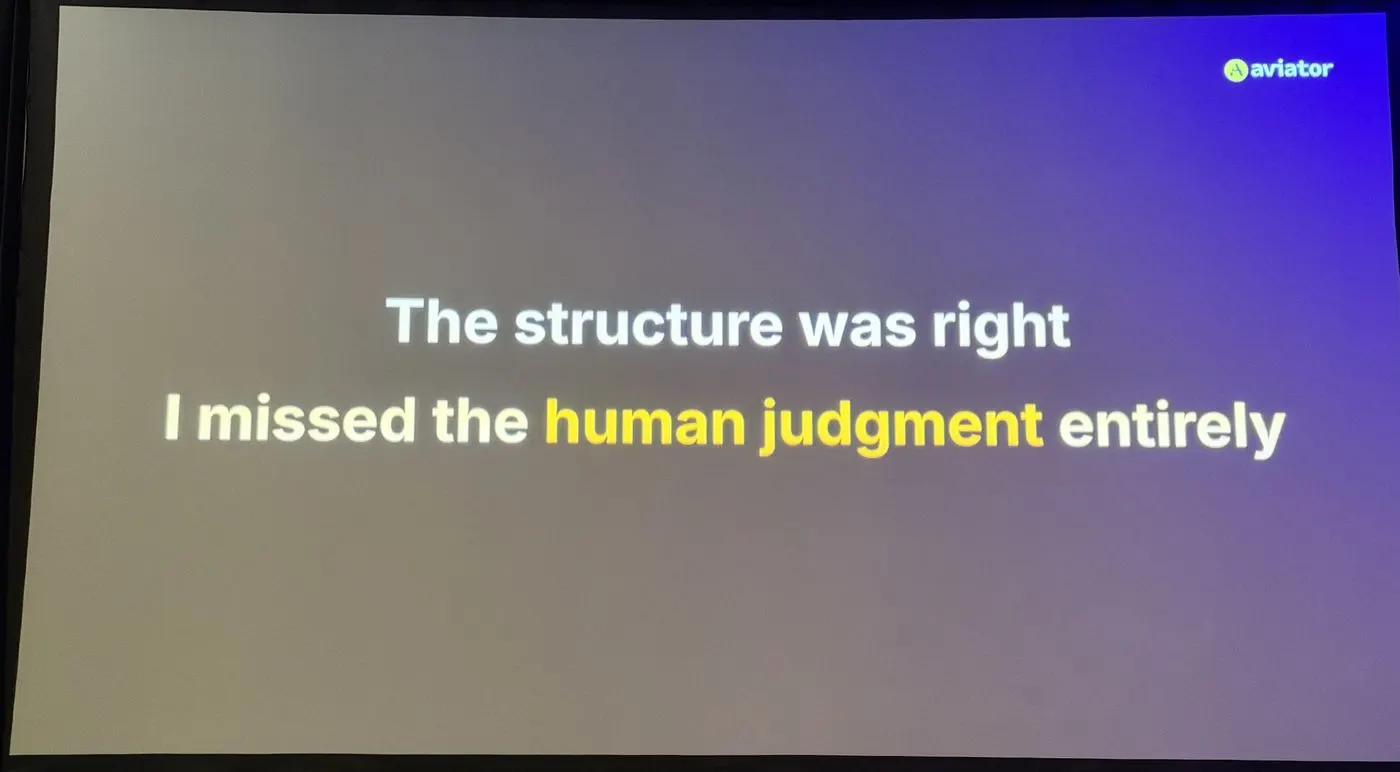 aviator
The structure was right
I missed the human judgment entirely